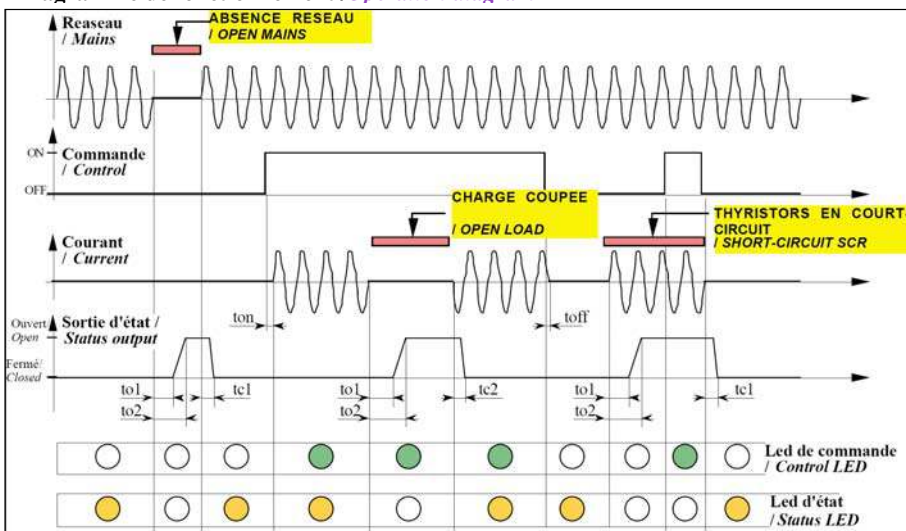 Reaseau
/ Mains
ABSENCE RESEAU
/ OPEN MAINS
ON
OFF
Commande
/ Control
CHARGE COUPEE
/ OPEN LOAD
THYRISTORS EN COURT-
CIRCUIT
/ SHORT-CIRCUIT SCR
Courant
/ Current
ton
toff
Ouvert
Open
Sortie d'état /
Status output
Fermé/
Closed
to1
tc1
to1
tc2
to1
tc1
to2
to2
to2
Led de commande
/ Control LED
Led d'état
/ Status LED